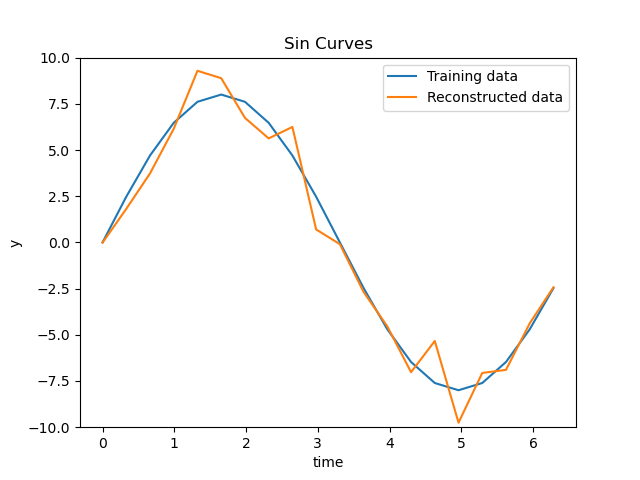 Sin Curves
Training data
Reconstructed data
10.0
7.5
5.0
2.5
0.0
−2.5
−5.0
−7.5
−10.0
y
0 1 2 3 4 5 6
time